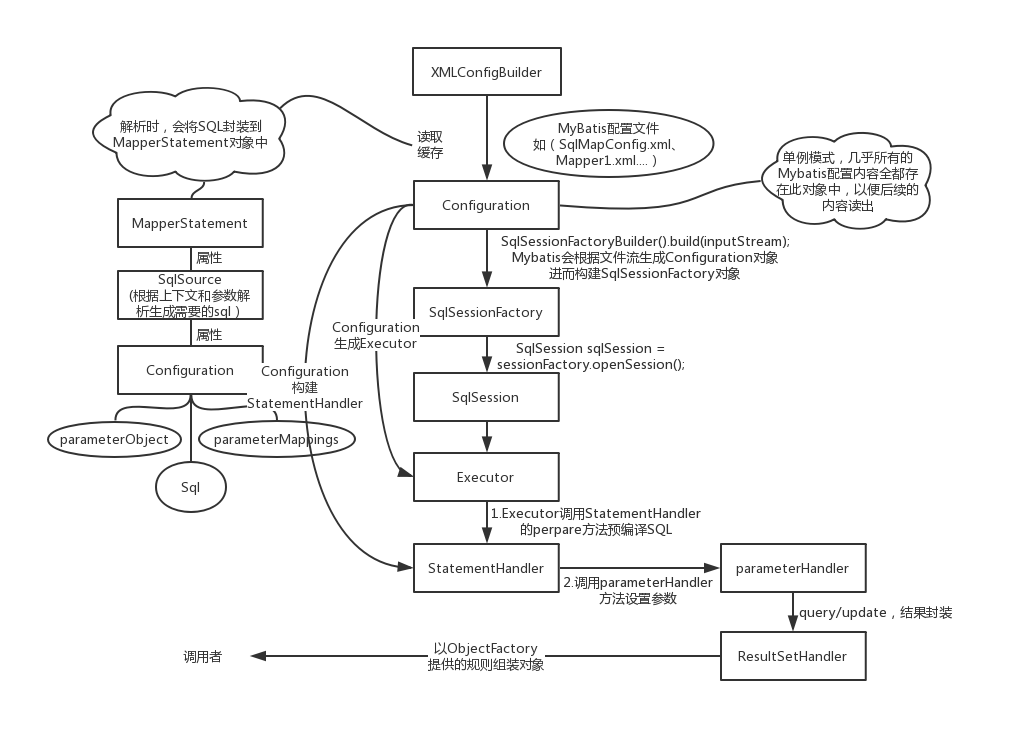 XMLConfigBuilder
解析时，会将SQL封装到
MapperStatement对象中
读取
缓存
MyBatis配置文件
如（SqlMapConfig.xml、
Mapper1.xml....）
单例模式，几乎所有的
Mybatis配置内容全都存
在此对象中，以便后续的
内容读出
Configuration
MapperStatement
属性
SqlSessionFactoryBuilder().build(inputStream);
Mybatis会根据文件流生成Configuration对象
进而构建SqlSessionFactory对象
SqlSource
(根据上下文和参数解
析生成需要的sql）
属性
SqlSessionFactory
Configuration
生成Executor
SqlSession sqlSession =
sessionFactory.openSession();
Configuration
Configuration
构建
StatementHandler
SqlSession
parameterObject
parameterMappings
Sql
Executor
1.Executor调用StatementHandler
的perpare方法预编译SQL
StatementHandler
2.调用parameterHandler
方法设置参数
parameterHandler
query/update，结果封装
ResultSetHandler
以ObjectFactory
提供的规则组装对象
调用者